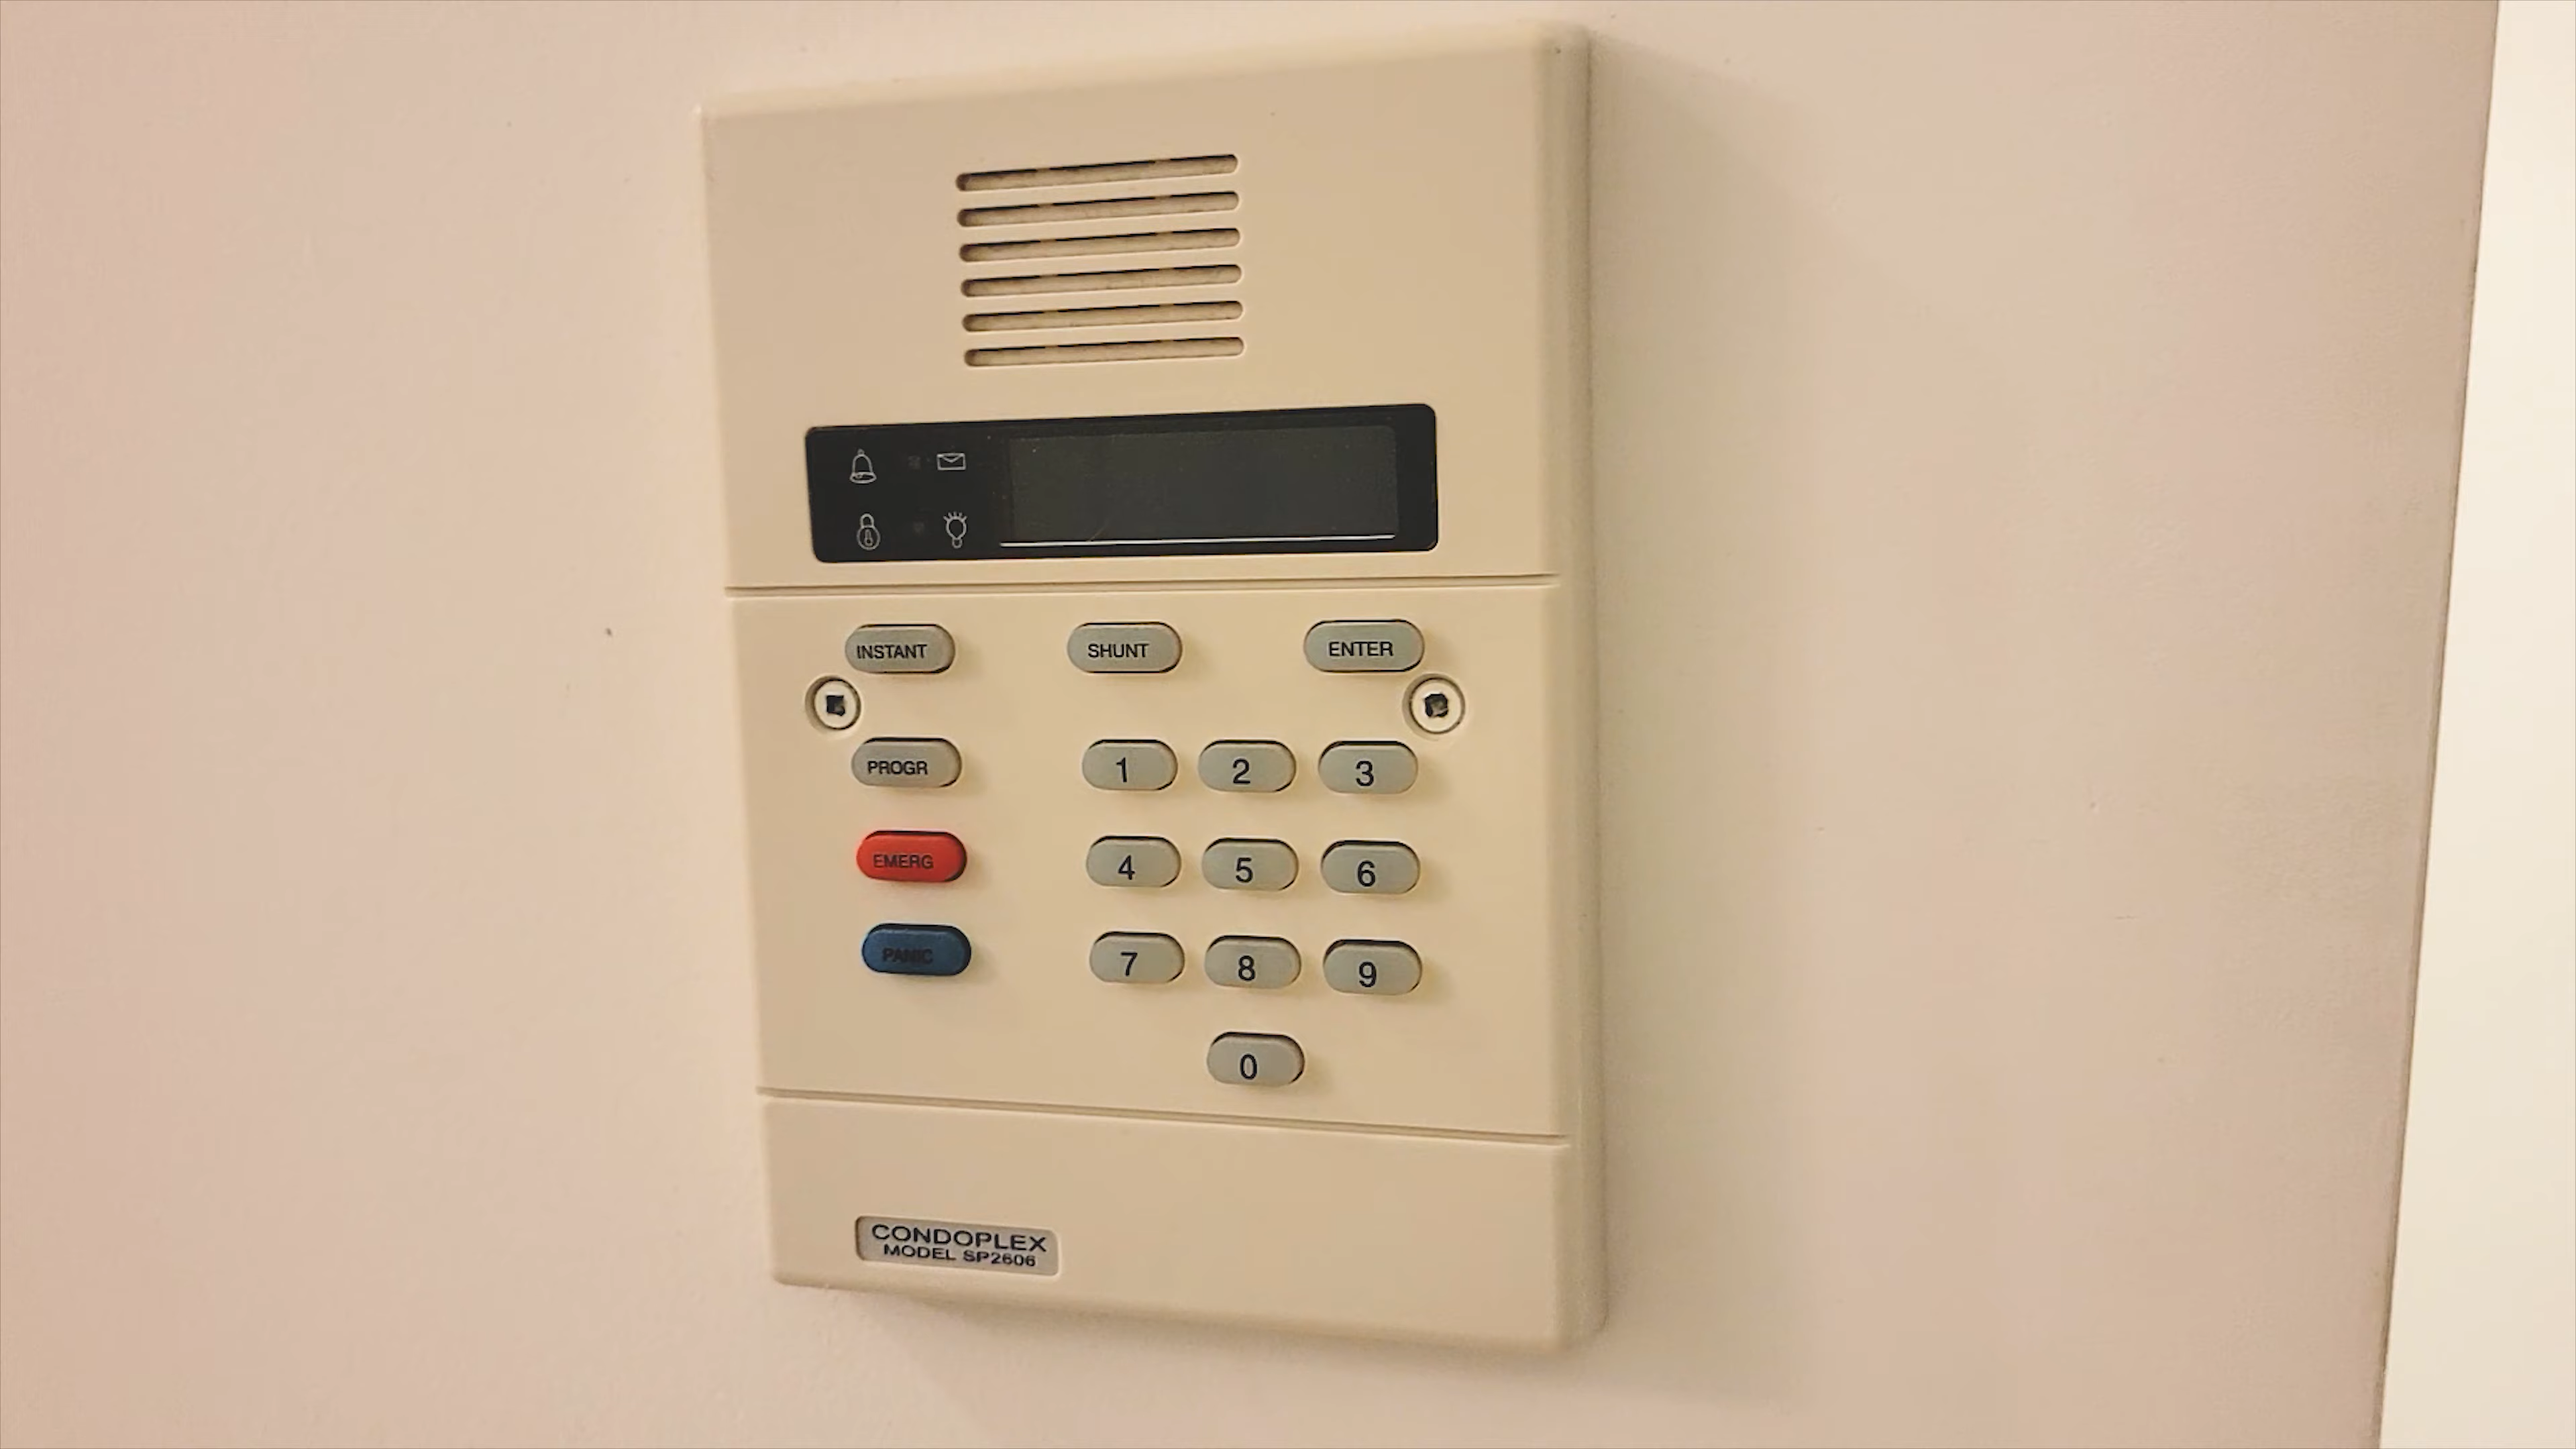 INSTANT SHUNT ENTER
PROGR 1 2 3
EMERG 4 5 6
PANIC 7 8 9
0
CONDOPLEX
MODEL SP2606